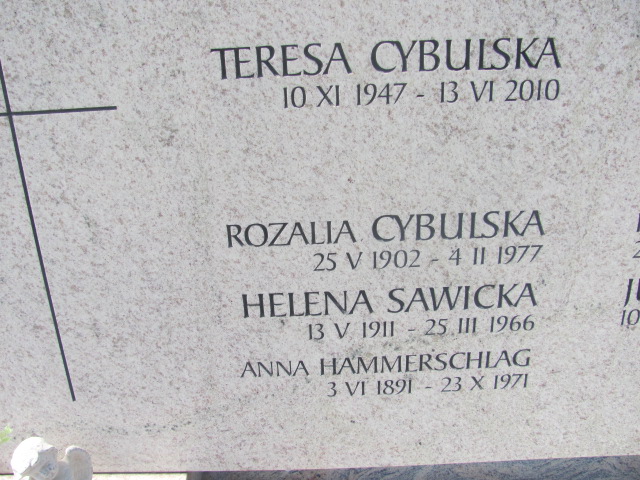 TERESA CYBULSKA
10 XI 1947 - 13 VI 2010
ROZALIA CYBULSKA
25 V 1902 - 4 II 1977
HELENA SAWICKA
13 V 1911 - 25 III 1966
ANNA HAMMERSCHLAG
3 VI 1891 - 23 X 1971